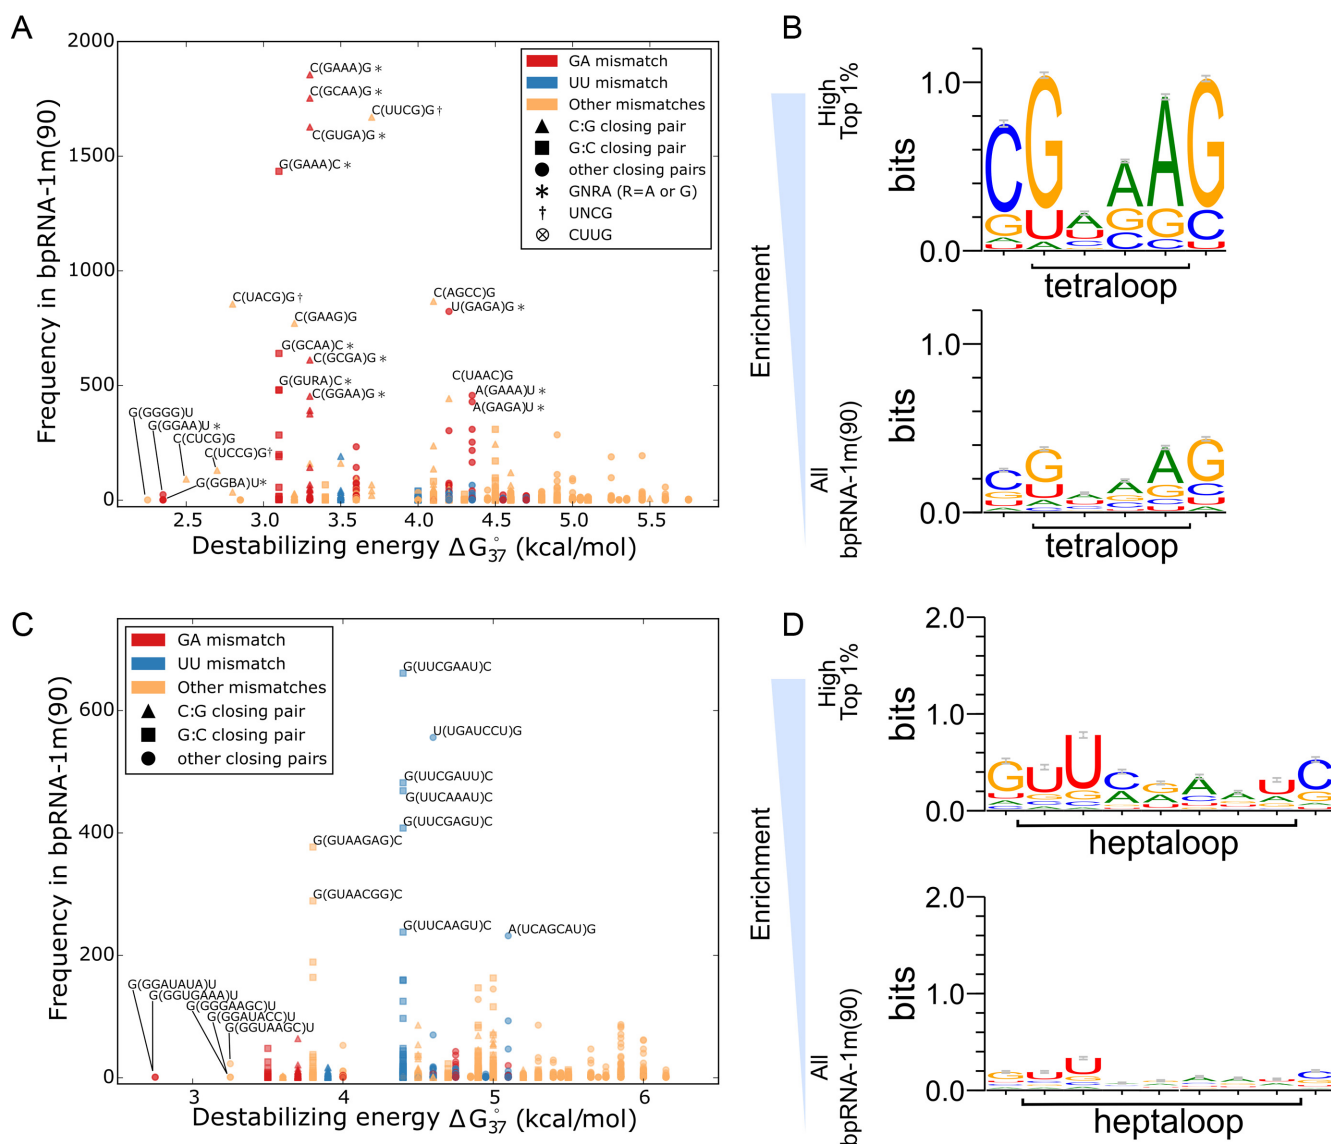 A
Frequency in bpRNA-1m(90)
2000
1500
1000
500
0
2.5 3.0 3.5 4.0 4.5 5.0 5.5
Destabilizing energy ΔG°37 (kcal/mol)
C(GAAA)G *
C(GCAA)G *
C(UUCG)G †
C(GUGA)G *
G(GAAA)C *
C(UACG)G †
C(GAAG)G
C(AGCC)G
U(GAGA)G *
G(GCAA)C *
C(GCGA)G *
G(GURA)C *
C(GGAA)G *
C(UAAC)G
A(GAAA)U *
A(GAGA)U *
G(GGGG)U
G(GGAA)U *
C(CUCG)G
C(UCCG)G†
G(GGBA)U*
GA mismatch
UU mismatch
Other mismatches
C:G closing pair
G:C closing pair
other closing pairs
* GNRA (R=A or G)
† UNCG
⊗ CUUG
B
High
Top 1%
Enrichment
All
bpRNA-1m(90)
bits
1.0
0.0
tetraloop
bits
1.0
0.0
tetraloop
C
Frequency in bpRNA-1m(90)
600
400
200
0
3 4 5 6
Destabilizing energy ΔG°37 (kcal/mol)
GA mismatch
UU mismatch
Other mismatches
C:G closing pair
G:C closing pair
other closing pairs
G(UUCGAAU)C
U(UGAUCCU)G
G(UUCGAUU)C
G(UUCAAAU)C
G(UUCGAGU)C
G(GUAAGAG)C
G(GUAACGG)C
G(UUCAAGU)C
A(UCAGCAU)G
G(GGAUAUA)U
G(GGUGAAA)U
G(GGGAAGC)U
G(GGAUACC)U
G(GGUAAGC)U
D
High
Top 1%
Enrichment
All
bpRNA-1m(90)
bits
2.0
1.0
0.0
heptaloop
bits
2.0
1.0
0.0
heptaloop